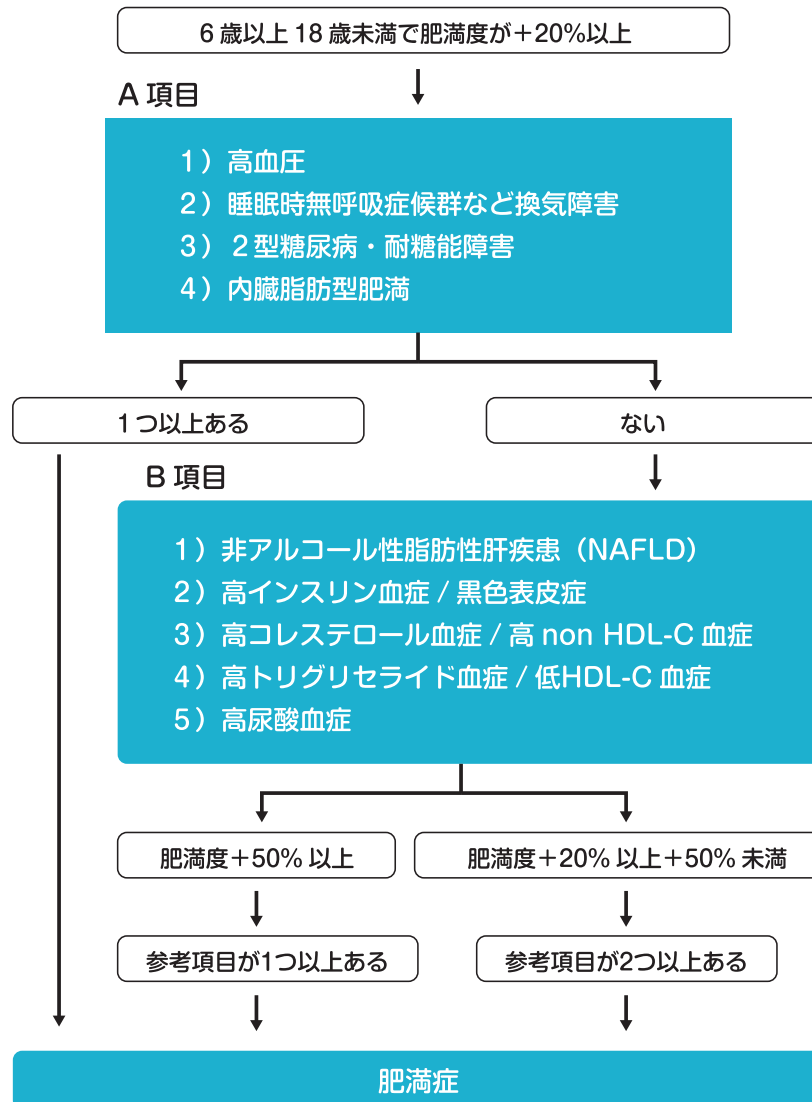 6歳以上18歳未満で肥満度が＋20%以上
A 項目
1）高血圧
2）睡眠時無呼吸症候群など換気障害
3）2型糖尿病・耐糖能障害
4）内臓脂肪型肥満
1つ以上ある
ない
B 項目
1）非アルコール性脂肪性肝疾患（NAFLD）
2）高インスリン血症 / 黒色表皮症
3）高コレステロール血症 / 高 non HDL-C 血症
4）高トリグリセライド血症 / 低HDL-C 血症
5）高尿酸血症
肥満度＋50% 以上
肥満度＋20% 以上＋50% 未満
参考項目が1つ以上ある
参考項目が2つ以上ある
肥満症